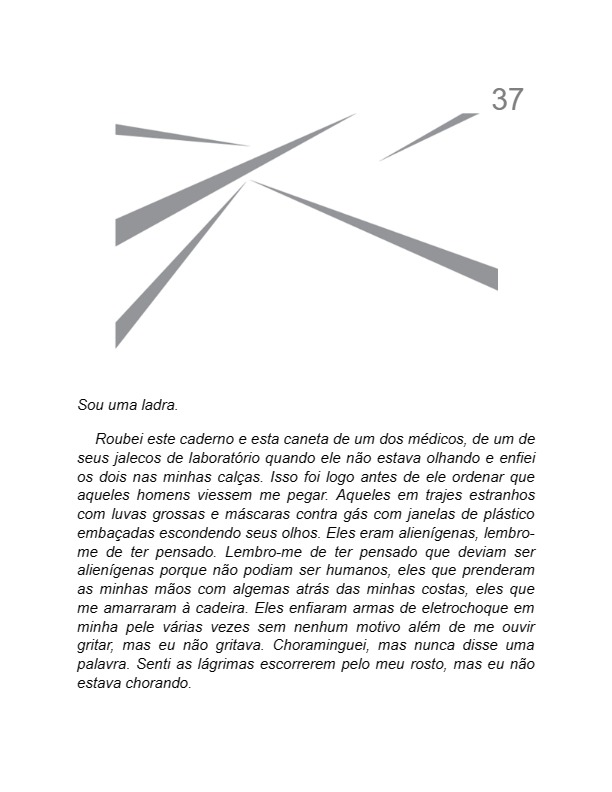 37
Sou uma ladra.
Roubei este caderno e esta caneta de um dos médicos, de um de
seus jalecos de laboratório quando ele não estava olhando e enfiei
os dois nas minhas calças. Isso foi logo antes de ele ordenar que
aqueles homens viessem me pegar. Aqueles em trajes estranhos
com luvas grossas e máscaras contra gás com janelas de plástico
embaçadas escondendo seus olhos. Eles eram alienígenas, lembro-
me de ter pensado. Lembro-me de ter pensado que deviam ser
alienígenas porque não podiam ser humanos, eles que prenderam
as minhas mãos com algemas atrás das minhas costas, eles que
me amarraram à cadeira. Eles enfiaram armas de eletrochoque em
minha pele várias vezes sem nenhum motivo além de me ouvir
gritar, mas eu não gritava. Choraminguei, mas nunca disse uma
palavra. Senti as lágrimas escorrerem pelo meu rosto, mas eu não
estava chorando.